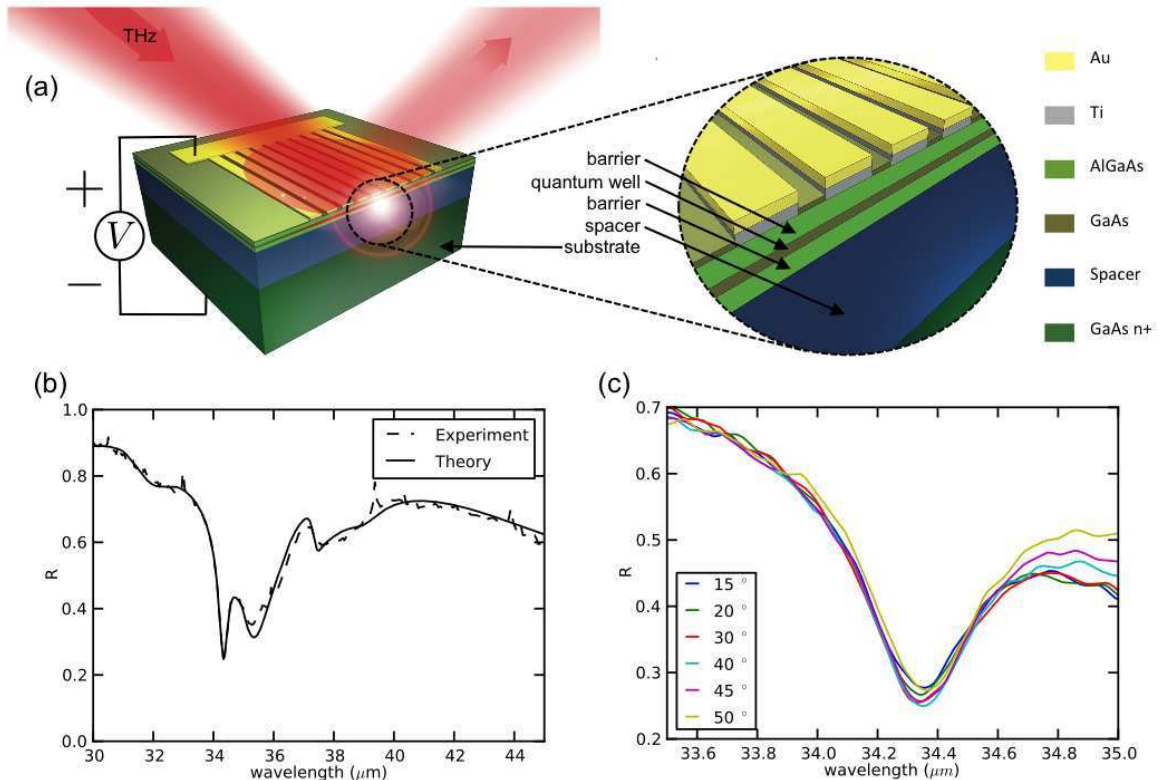 THz
(a)
+
V
−
barrier
quantum well
barrier
spacer
substrate
Au
Ti
AlGaAs
GaAs
Spacer
GaAs n+
(b)
1.0
0.8
0.6
0.4
0.2
0.0
R
30 32 34 36 38 40 42 44
wavelength (μm)
Experiment
Theory
(c)
0.7
0.6
0.5
0.4
0.3
0.2
R
15 °
20 °
30 °
40 °
45 °
50 °
33.6 33.8 34.0 34.2 34.4 34.6 34.8 35.0
wavelength (μm)